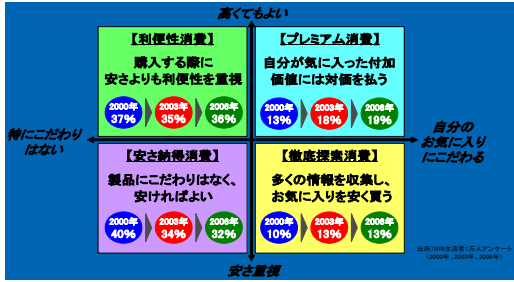 高くてもよい
【利便性消費】
購入する際に
安さよりも利便性を重視
2000年
37%
2003年
35%
2006年
36%
【プレミアム消費】
自分が気に入った付加
価値には対価を払う
2000年
13%
2003年
18%
2006年
19%
特にこだわり
はない
自分の
お気に入り
にこだわる
【安さ納得消費】
製品にこだわりはなく、
安ければよい
2000年
40%
2003年
34%
2006年
32%
【徹底探索消費】
多くの情報を収集し、
お気に入りを安く買う
2000年
10%
2003年
13%
2006年
13%
安さ重視
出所）NRI生活者1万人アンケート
（2000年、2003年、2006年）